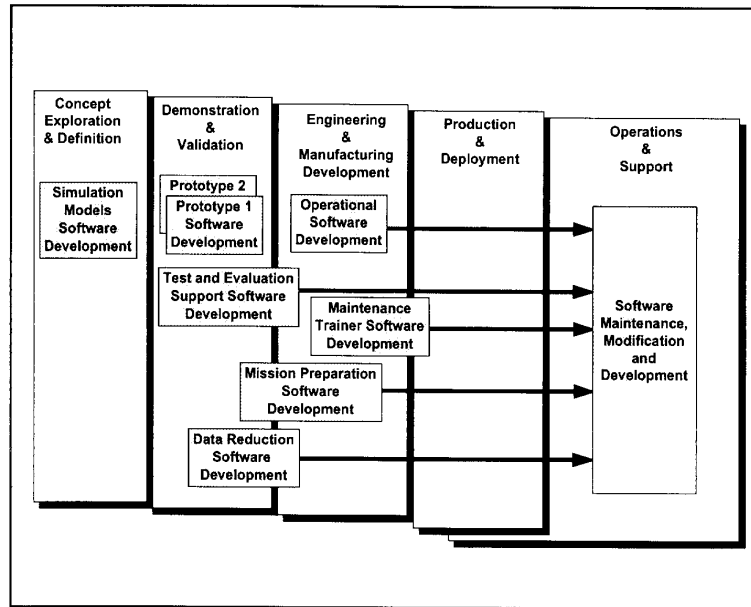 Concept
Exploration
& Definition
Demonstration
&
Validation
Engineering
&
Manufacturing
Development
Production
&
Deployment
Operations
&
Support
Simulation
Models
Software
Development
Prototype 2
Prototype 1
Software
Development
Operational
Software
Development
Test and Evaluation
Support Software
Development
Maintenance
Trainer Software
Development
Mission Preparation
Software
Development
Data Reduction
Software
Development
Software
Maintenance,
Modification
and
Development